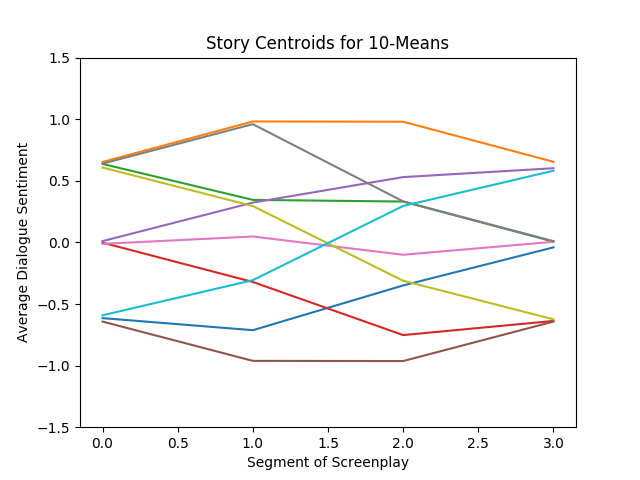 Story Centroids for 10-Means
1.5
1.0
0.5
0.0
−0.5
−1.0
−1.5
Average Dialogue Sentiment
0.0 0.5 1.0 1.5 2.0 2.5 3.0
Segment of Screenplay